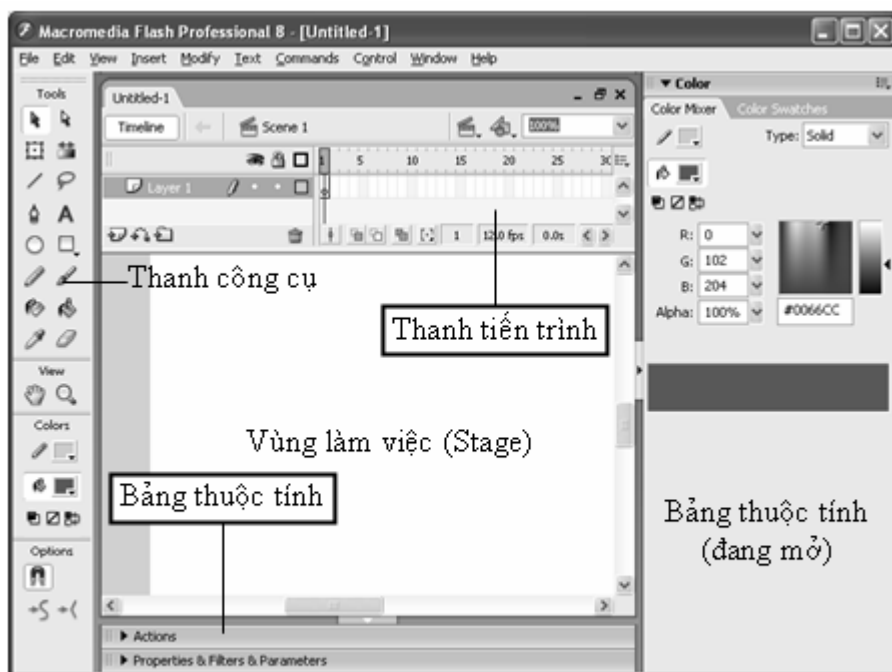 Macromedia Flash Professional 8 - [Untitled-1]
File Edit View Insert Modify Text Commands Control Window Help
Tools
Untitled-1
Timeline
Scene 1
100%
1 5 10 15 20 25 30
Layer 1
1 12.0 fps 0.0s
Thanh công cụ
Thanh tiến trình
Vùng làm việc (Stage)
Bảng thuộc tính
View
Colors
Options
Actions
Properties & Filters & Parameters
Color
Color Mixer Color Swatches
Type: Solid
R: 0
G: 102
B: 204
Alpha: 100% #0066CC
Bảng thuộc tính
(đang mở)